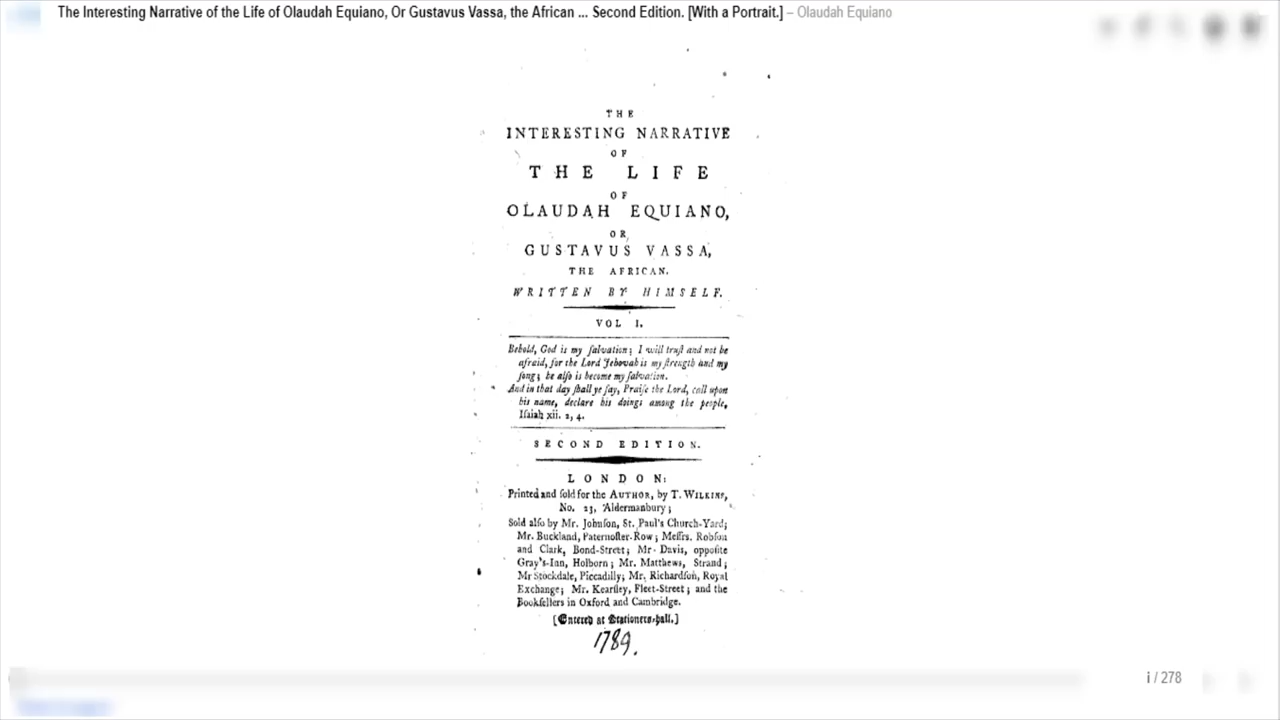 The Interesting Narrative of the Life of Olaudah Equiano, Or Gustavus Vassa, the African ... Second Edition. [With a Portrait.] – Olaudah Equiano
THE
INTERESTING NARRATIVE
OF
THE LIFE
OF
OLAUDAH EQUIANO,
OR
GUSTAVUS VASSA,
THE AFRICAN.
WRITTEN BY HIMSELF.
VOL I.
Behold, God is my ſalvation; I will truſt and not be
afraid, for the Lord Jehovah is my ſtrength and my
ſong; he alſo is become my ſalvation.
And in that day ſhall ye ſay, Praiſe the Lord, call upon
his name, declare his doings among the people,
Iſaiah xii. 2, 4.
SECOND EDITION.
LONDON:
Printed and ſold for the AUTHOR, by T. WILKINS,
No. 23, Aldermanbury;
Sold alſo by Mr. Johnſon, St. Paul's Church-Yard;
Mr. Buckland, Paternoſter-Row; Meſſrs. Robſon
and Clark, Bond-Street; Mr. Davis, oppoſite
Gray's-Inn, Holborn; Mr. Matthews, Strand;
Mr Stockdale, Piccadilly; Mr. Richardſon, Royal
Exchange; Mr. Kearſley, Fleet-Street; and the
Bookſellers in Oxford and Cambridge.
[Entered at Stationers-hall.]
1789.
i / 278